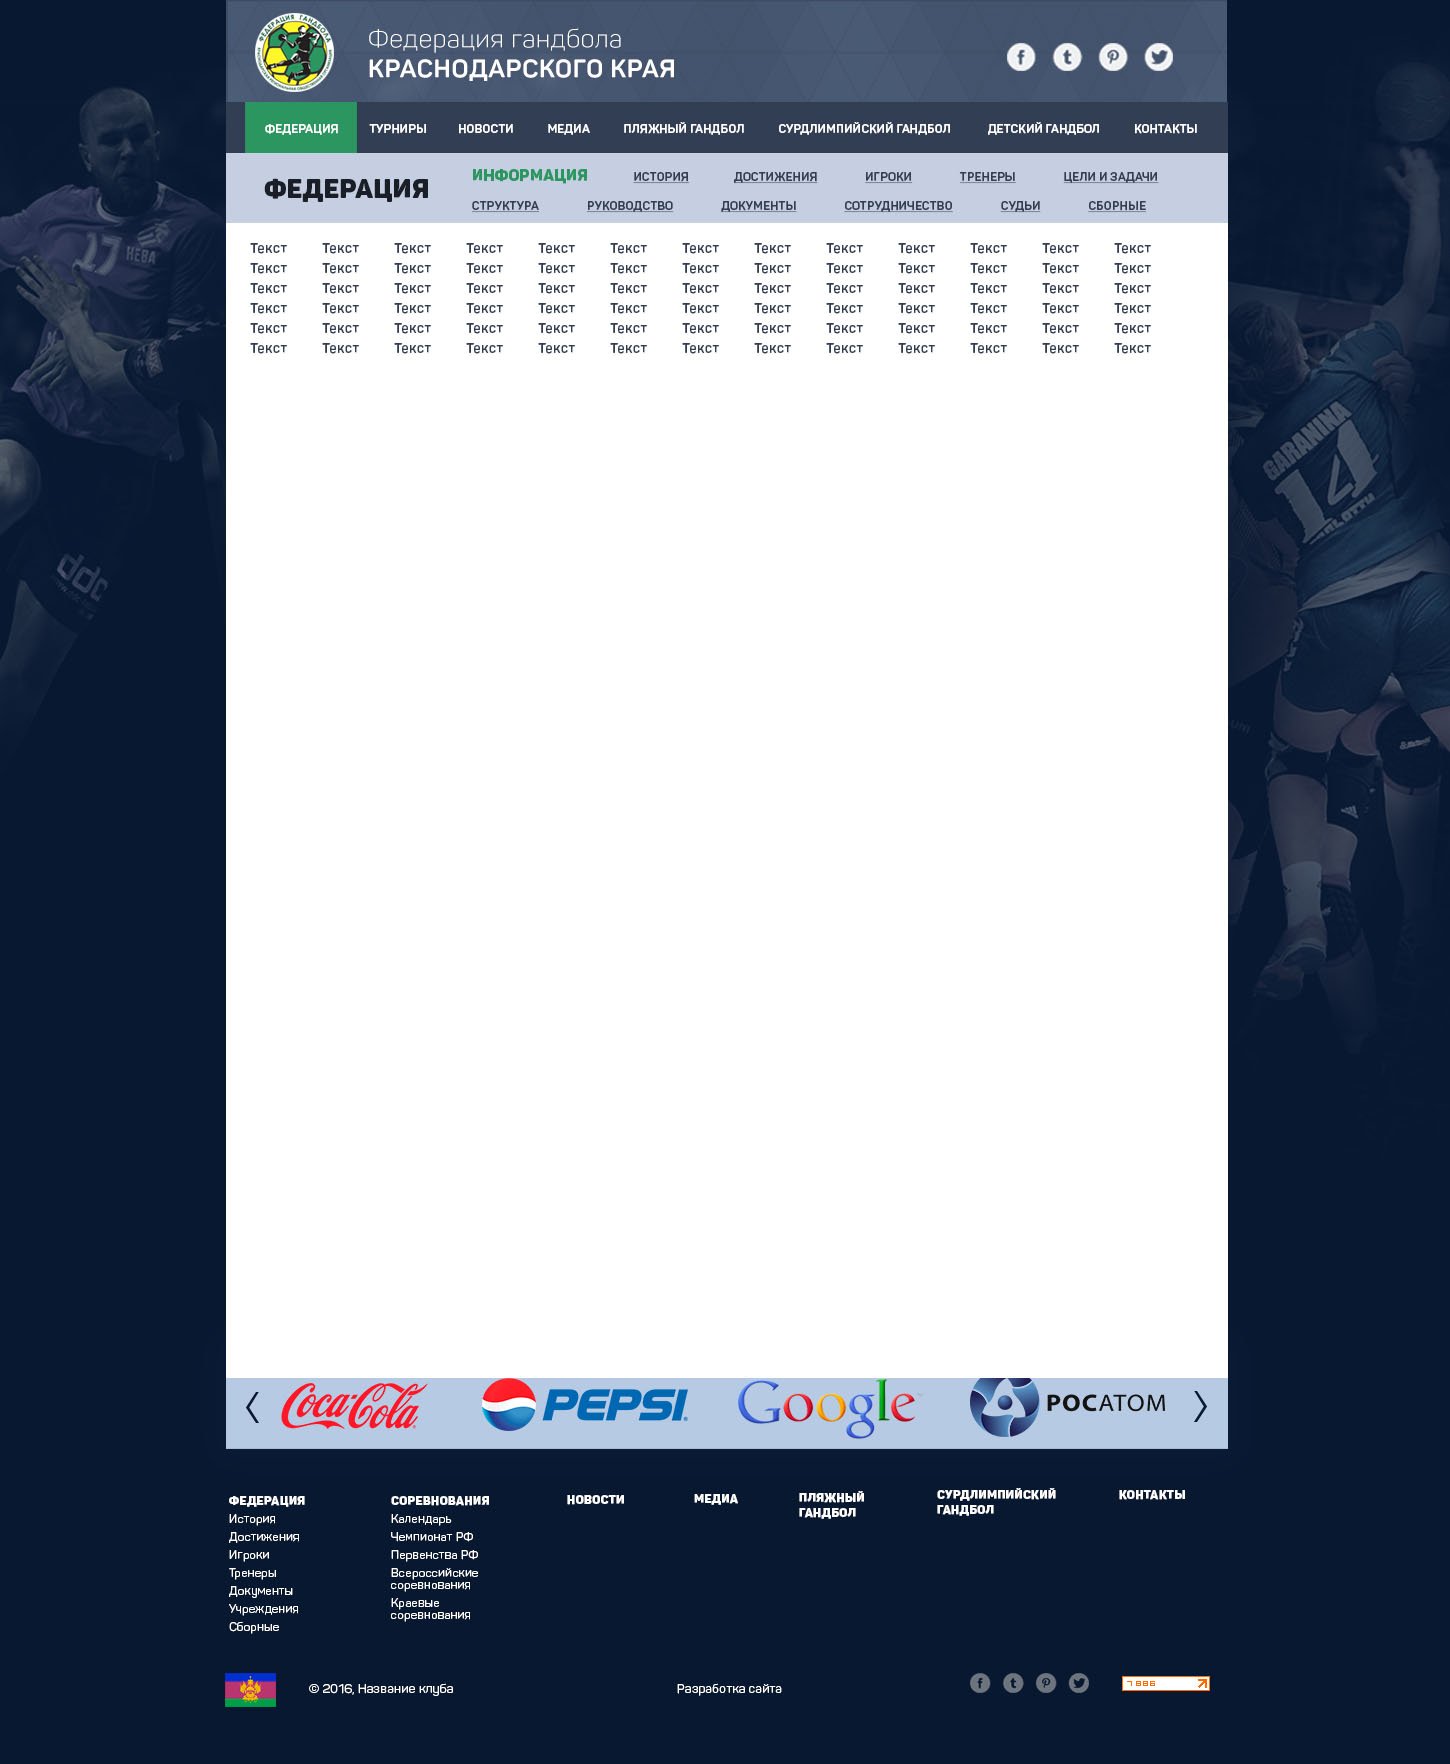 Федерация гандбола
КРАСНОДАРСКОГО КРАЯ
ФЕДЕРАЦИЯ ТУРНИРЫ НОВОСТИ МЕДИА ПЛЯЖНЫЙ ГАНДБОЛ СУРДЛИМПИЙСКИЙ ГАНДБОЛ ДЕТСКИЙ ГАНДБОЛ КОНТАКТЫ
ФЕДЕРАЦИЯ
ИНФОРМАЦИЯ ИСТОРИЯ ДОСТИЖЕНИЯ ИГРОКИ ТРЕНЕРЫ ЦЕЛИ И ЗАДАЧИ
СТРУКТУРА РУКОВОДСТВО ДОКУМЕНТЫ СОТРУДНИЧЕСТВО СУДЬИ СБОРНЫЕ
Текст Текст Текст Текст Текст Текст Текст Текст Текст Текст Текст Текст Текст
Текст Текст Текст Текст Текст Текст Текст Текст Текст Текст Текст Текст Текст
Текст Текст Текст Текст Текст Текст Текст Текст Текст Текст Текст Текст Текст
Текст Текст Текст Текст Текст Текст Текст Текст Текст Текст Текст Текст Текст
Текст Текст Текст Текст Текст Текст Текст Текст Текст Текст Текст Текст Текст
Текст Текст Текст Текст Текст Текст Текст Текст Текст Текст Текст Текст Текст
17 НЕВА
GARANINA
14
Coca-Cola PEPSI Google РОСАТОМ
ФЕДЕРАЦИЯ
История
Достижения
Игроки
Тренеры
Документы
Учреждения
Сборные
СОРЕВНОВАНИЯ
Календарь
Чемпионат РФ
Первенства РФ
Всероссийские
соревнования
Краевые
соревнования
НОВОСТИ
МЕДИА
ПЛЯЖНЫЙ
ГАНДБОЛ
СУРДЛИМПИЙСКИЙ
ГАНДБОЛ
КОНТАКТЫ
© 2016, Название клуба
Разработка сайта